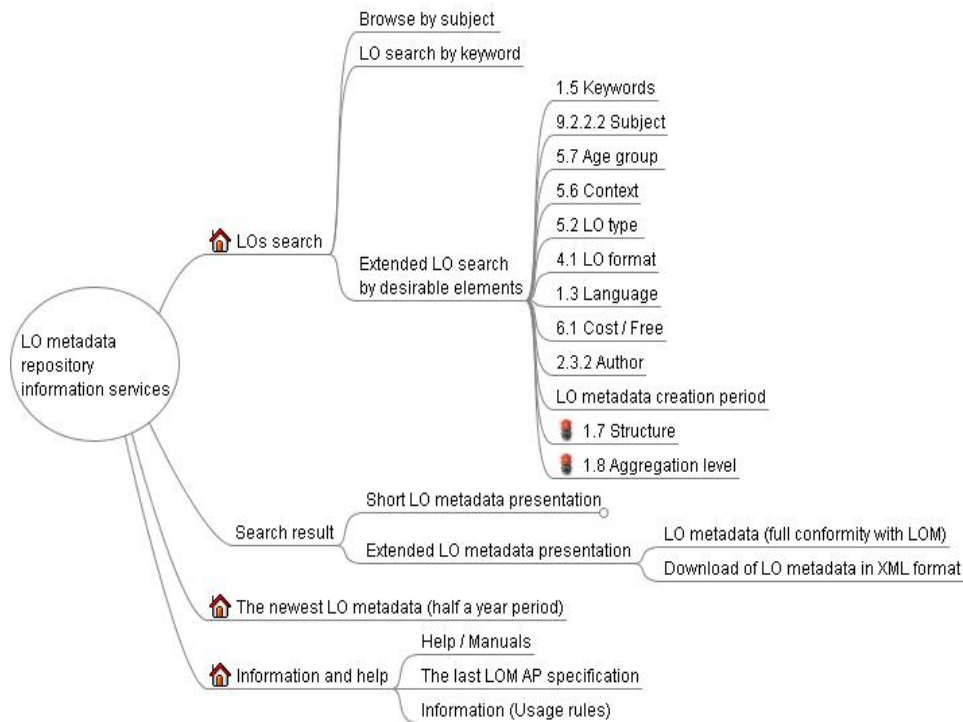 Browse by subject
LO search by keyword
1.5 Keywords
9.2.2.2 Subject
5.7 Age group
5.6 Context
5.2 LO type
4.1 LO format
1.3 Language
6.1 Cost / Free
2.3.2 Author
LO metadata creation period
1.7 Structure
1.8 Aggregation level
LOs search
Extended LO search
by desirable elements
LO metadata
repository
information services
Short LO metadata presentation
Search result
Extended LO metadata presentation
LO metadata (full conformity with LOM)
Download of LO metadata in XML format
The newest LO metadata (half a year period)
Help / Manuals
Information and help
The last LOM AP specification
Information (Usage rules)